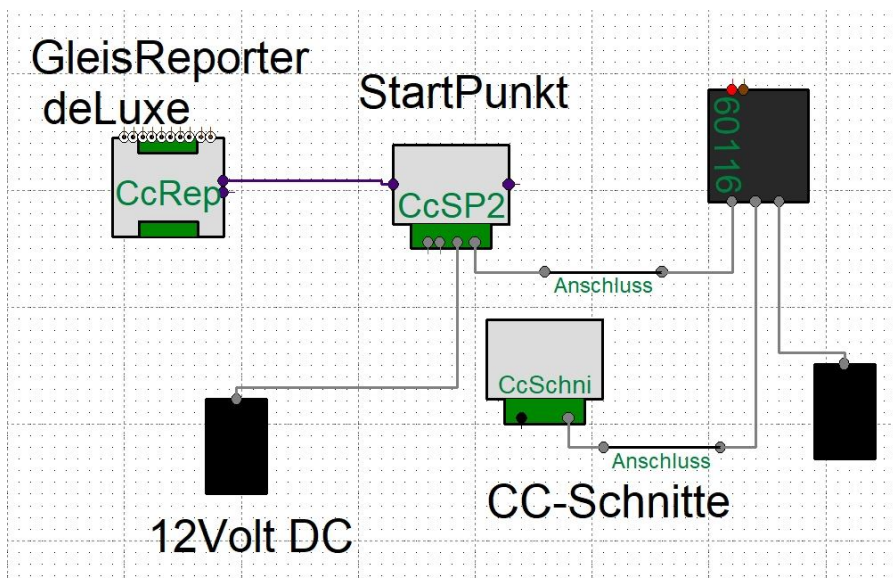 GleisReporter
deLuxe
StartPunkt
60116
CcRep
CcSP2
Anschluss
CcSchni
Anschluss
CC-Schnitte
12Volt DC